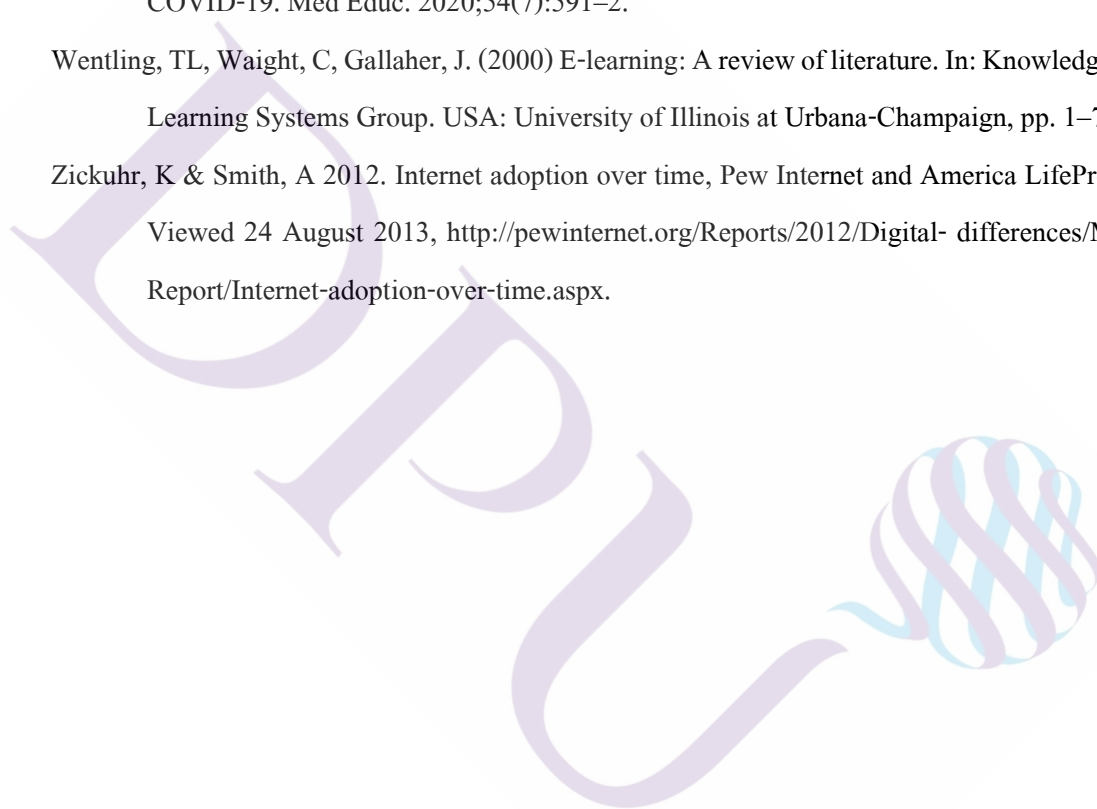 COVID-19. Med Educ. 2020;54(7):591–2.
Wentling, TL, Waight, C, Gallaher, J. (2000) E-learning: A review of literature. In: Knowledg
Learning Systems Group. USA: University of Illinois at Urbana-Champaign, pp. 1–7
Zickuhr, K & Smith, A 2012. Internet adoption over time, Pew Internet and America LifePr
Viewed 24 August 2013, http://pewinternet.org/Reports/2012/Digital- differences/M
Report/Internet-adoption-over-time.aspx.
DPU